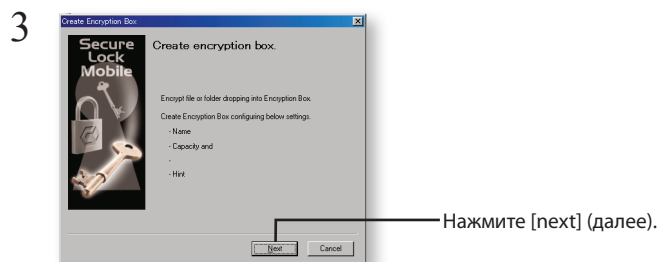 3
Create Encryption Box
Secure
Lock
Mobile
Create encryption box.
Encrypt file or folder dropping into Encryption Box.
Create Encryption Box configuring below settings.
- Name
- Capacity and
-
- Hint
Next Cancel
Нажмите [next] (далее).